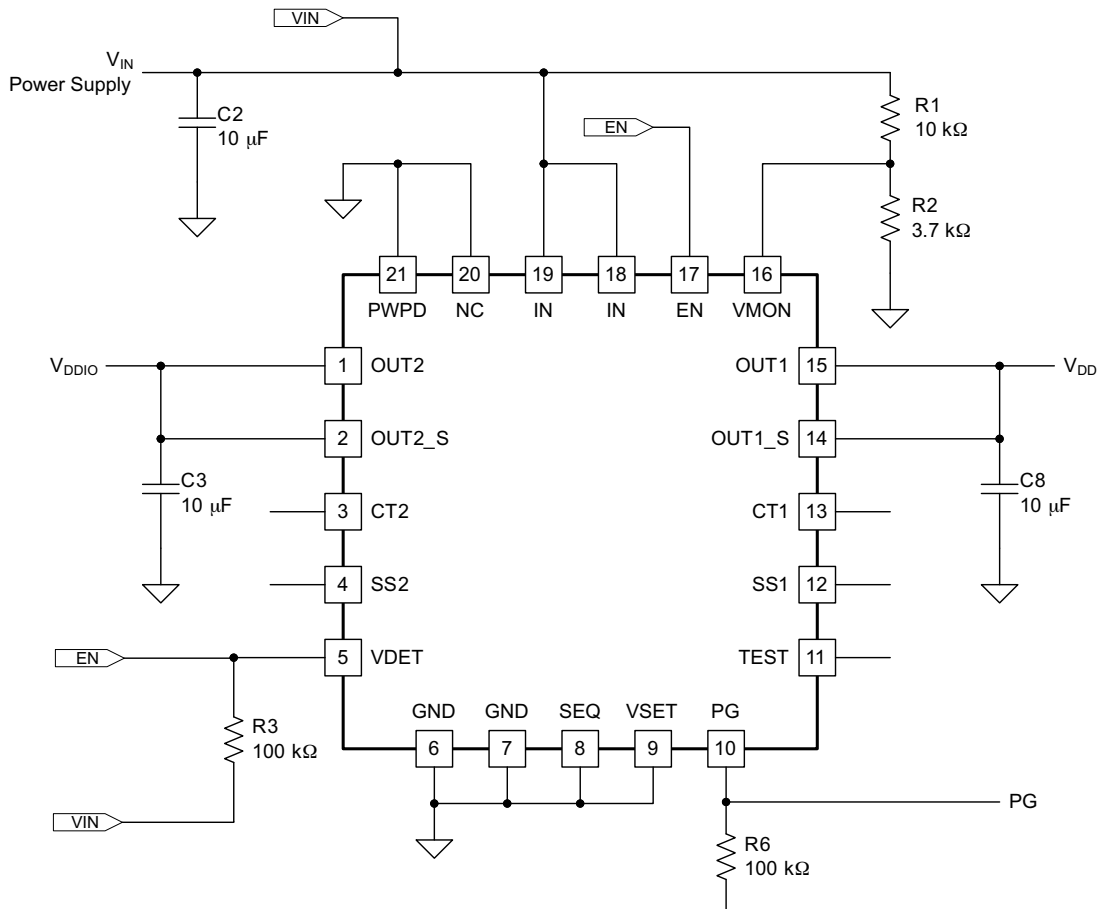 VIN
VIN
Power Supply
C2
10 μF
EN
R1
10 kΩ
R2
3.7 kΩ
21
20
19
18
17
16
PWPD
NC
IN
IN
EN
VMON
VDDIO
1
OUT2
OUT1
15
VDD
2
OUT2_S
OUT1_S
14
C3
10 μF
C8
10 μF
3
CT2
CT1
13
4
SS2
SS1
12
EN
5
VDET
TEST
11
R3
100 kΩ
GND
GND
SEQ
VSET
PG
6
7
8
9
10
VIN
PG
R6
100 kΩ